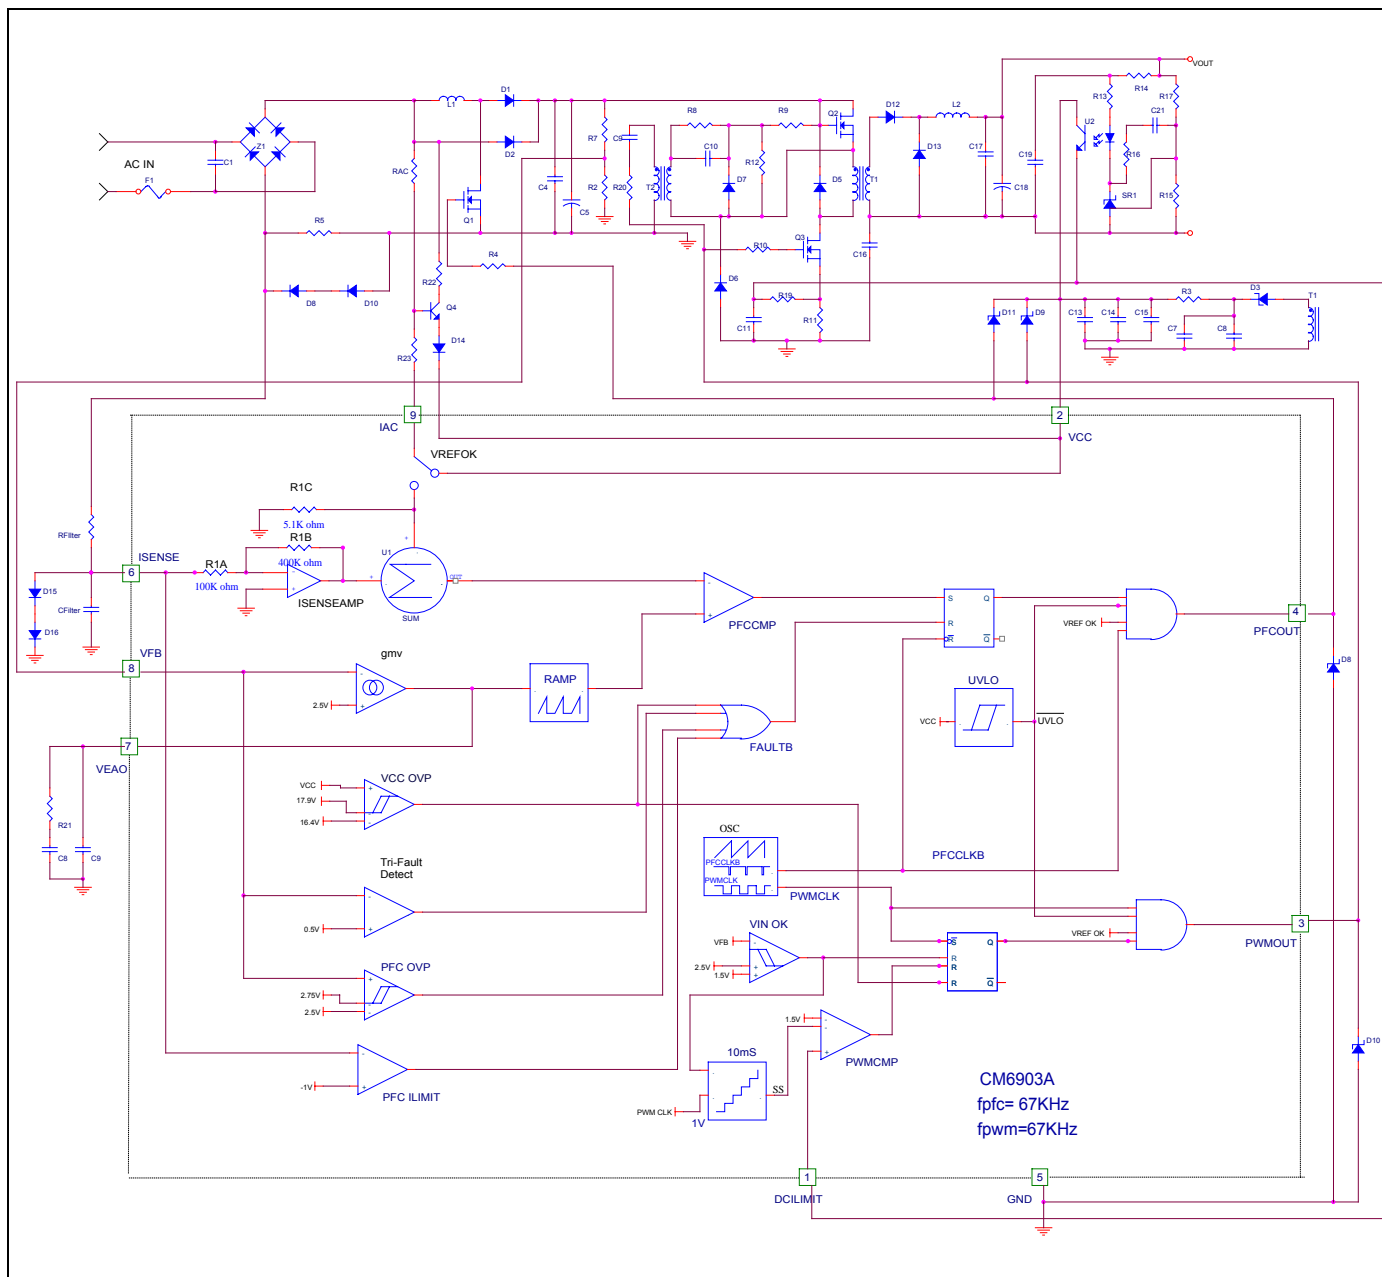 VOUT
D1
L1
R14
R13
R17
R8
R9
Q2
D12
L2
C21
U2
R7
C9
D2
AC IN
Z1
C1
C10
R12
D13
C17
C19
R16
RAC
F1
C4
R2
R20
T2
D7
D5
T1
C18
SR1
R15
C5
Q1
R5
Q3
R10
C16
R4
D8
D10
R22
D6
R19
D3
T1
R3
Q4
C11
R11
D11
D9
C13
C14
C15
C7
C8
R23
D14
9
IAC
2
VCC
VREFOK
R1C
5.1K ohm
RFilter
R1B
400K ohm
U1
ISENSE
6
R1A
100K ohm
ISENSEAMP
OUT
SUM
PFCCMP
S
Q
R
R
Q
VREF OK
4
PFCOUT
D15
CFilter
D16
VFB
8
gmv
2.5V
RAMP
D8
UVLO
VCC
UVLO
FAULTB
7
VEAO
VCC OVP
VCC
17.9V
16.4V
R21
C8
C9
OSC
PFCCLKB
PWMCLK
PFCCLKB
PWMCLK
Tri-Fault
Detect
0.5V
VIN OK
VFB
2.5V
1.5V
S
Q
R
R
R
Q
VREF OK
3
PWMOUT
PFC OVP
2.75V
2.5V
1.5V
PWMCMP
D10
PFC ILIMIT
-1V
10mS
SS
PWM CLK
1V
CM6903A
fpfc= 67KHz
fpwm=67KHz
1
DCILIMIT
5
GND